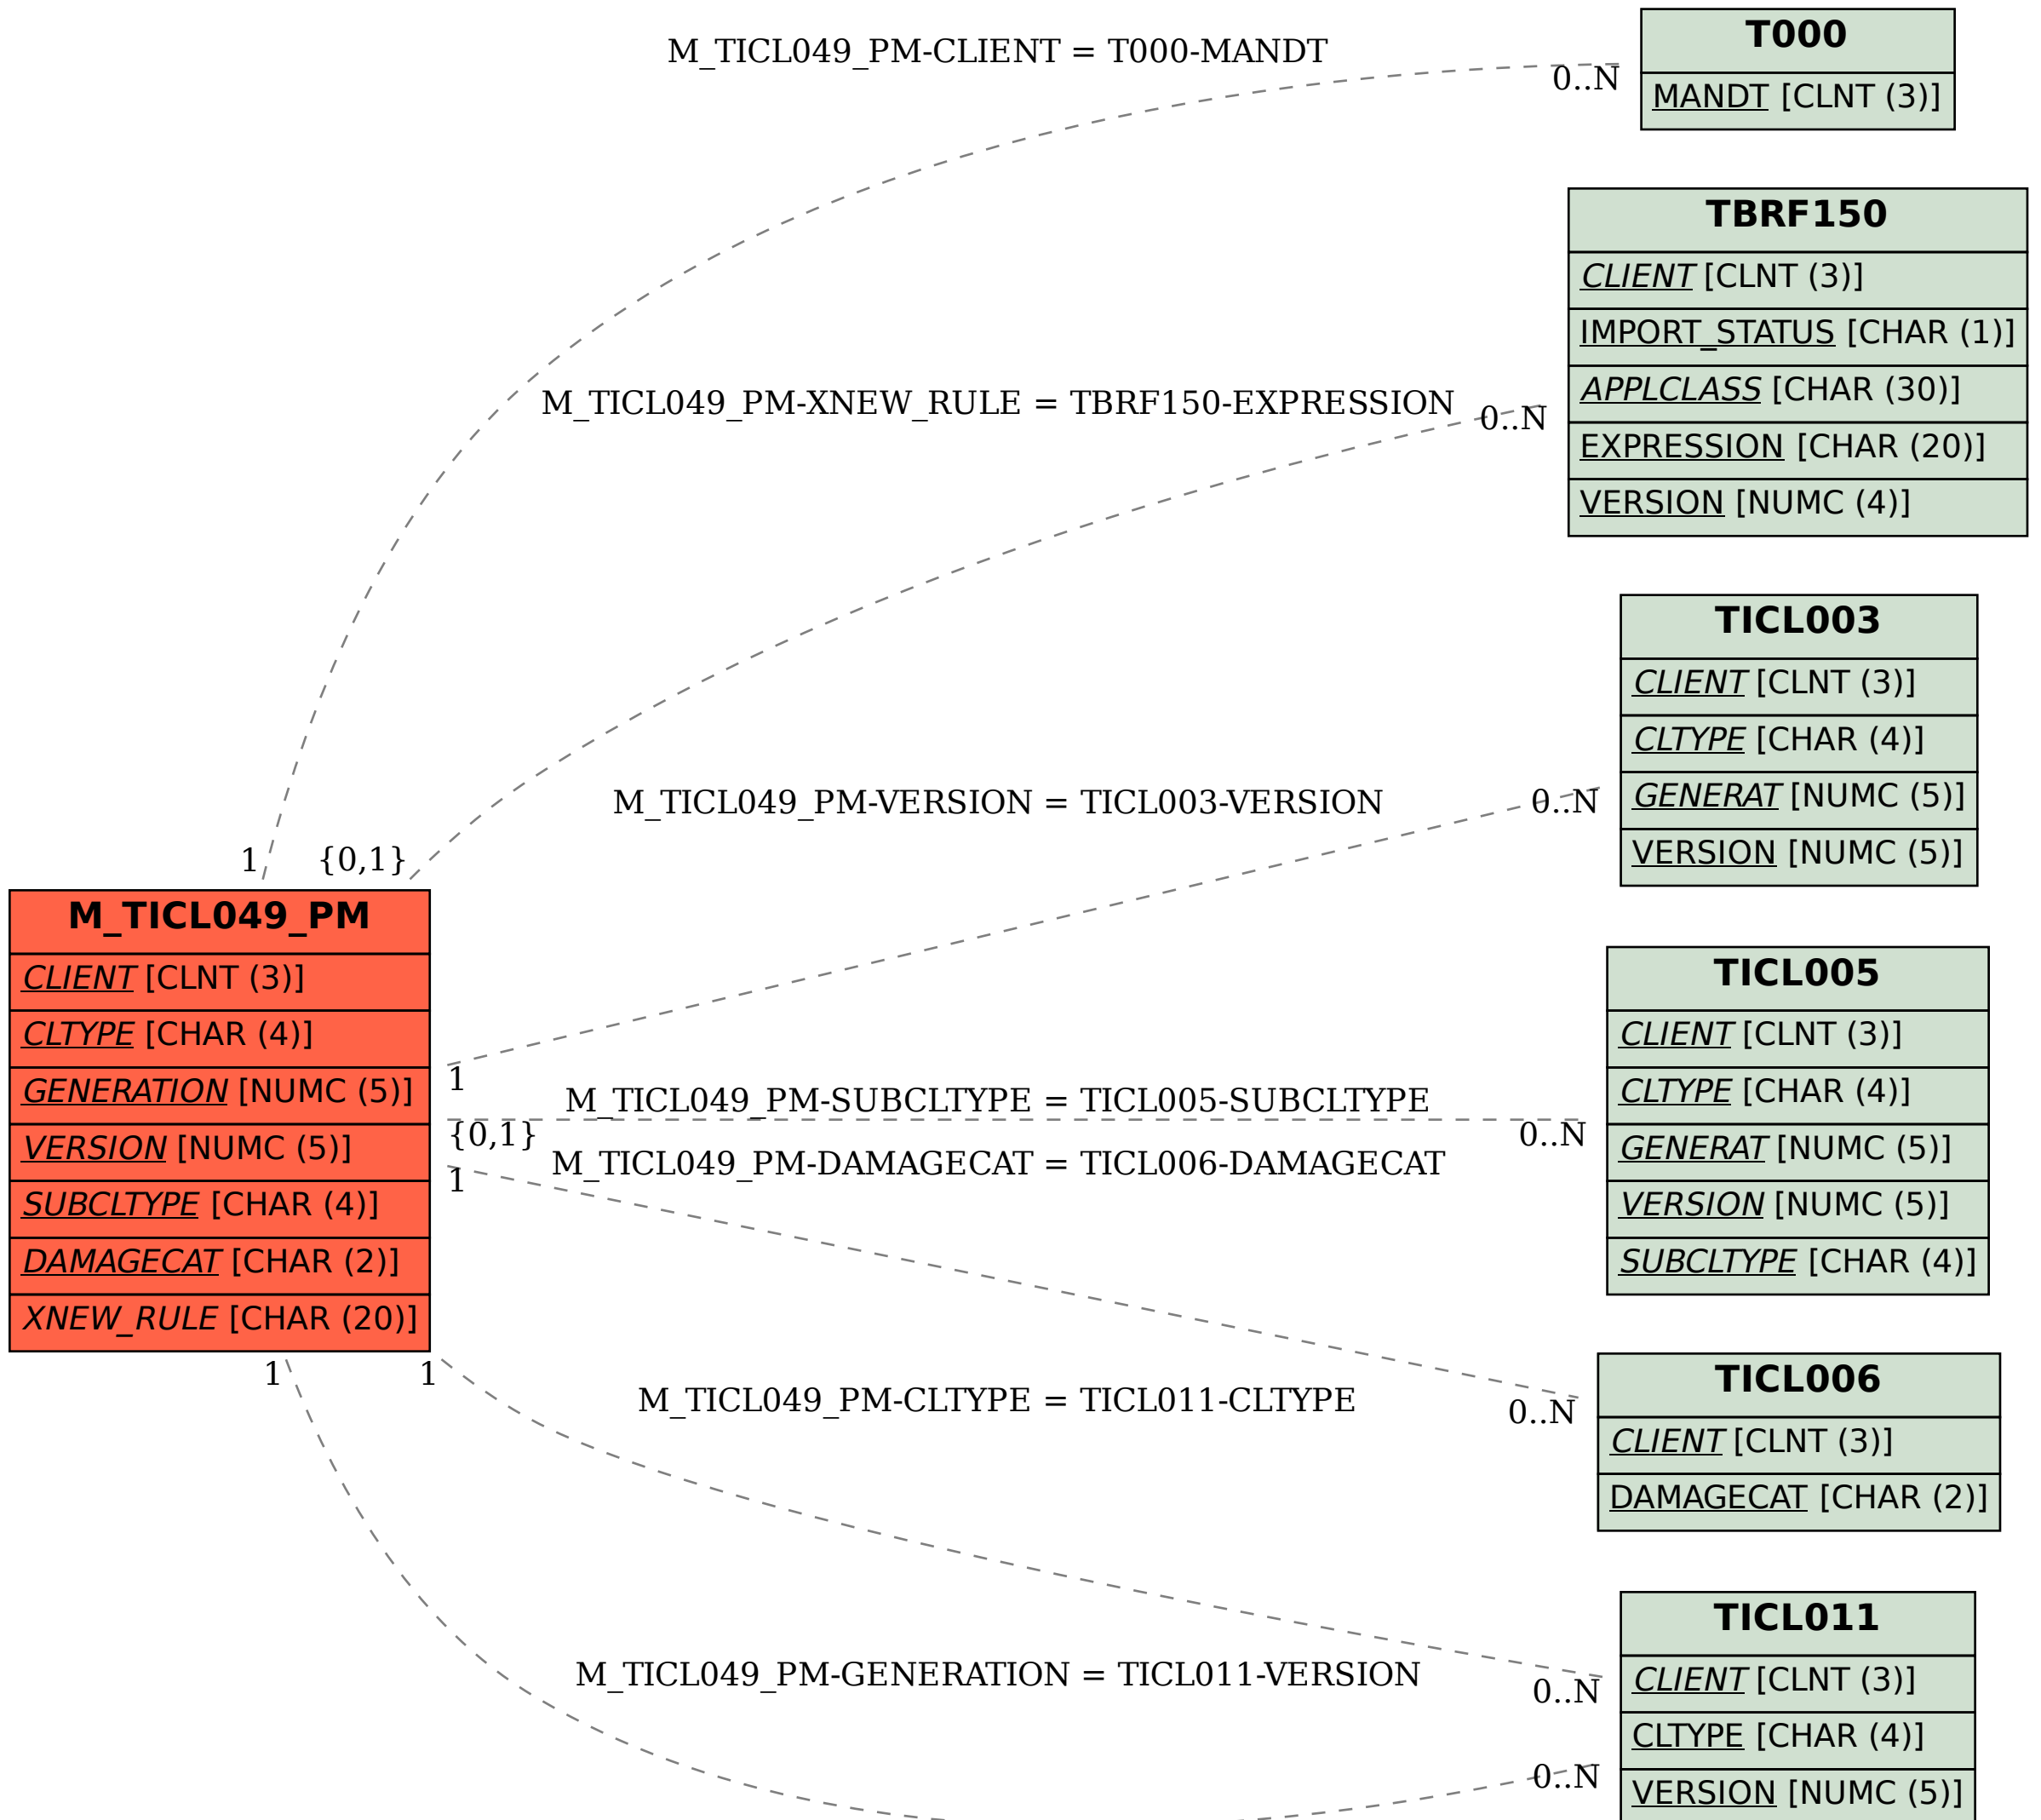 M_TICL049_PM-CLIENT = T000-MANDT
0..N
1
T000
MANDT [CLNT (3)]
TBRF150
CLIENT [CLNT (3)]
IMPORT_STATUS [CHAR (1)]
APPLCLASS [CHAR (30)]
EXPRESSION [CHAR (20)]
VERSION [NUMC (4)]
M_TICL049_PM-XNEW_RULE = TBRF150-EXPRESSION
0..N
{0,1}
TICL003
CLIENT [CLNT (3)]
CLTYPE [CHAR (4)]
GENERAT [NUMC (5)]
VERSION [NUMC (5)]
M_TICL049_PM-VERSION = TICL003-VERSION
0..N
1
M_TICL049_PM
CLIENT [CLNT (3)]
CLTYPE [CHAR (4)]
GENERATION [NUMC (5)]
VERSION [NUMC (5)]
SUBCLTYPE [CHAR (4)]
DAMAGECAT [CHAR (2)]
XNEW_RULE [CHAR (20)]
M_TICL049_PM-SUBCLTYPE = TICL005-SUBCLTYPE
{0,1}
0..N
TICL005
CLIENT [CLNT (3)]
CLTYPE [CHAR (4)]
GENERAT [NUMC (5)]
VERSION [NUMC (5)]
SUBCLTYPE [CHAR (4)]
M_TICL049_PM-DAMAGECAT = TICL006-DAMAGECAT
1
0..N
TICL006
CLIENT [CLNT (3)]
DAMAGECAT [CHAR (2)]
M_TICL049_PM-CLTYPE = TICL011-CLTYPE
1
0..N
M_TICL049_PM-GENERATION = TICL011-VERSION
1
0..N
TICL011
CLIENT [CLNT (3)]
CLTYPE [CHAR (4)]
VERSION [NUMC (5)]